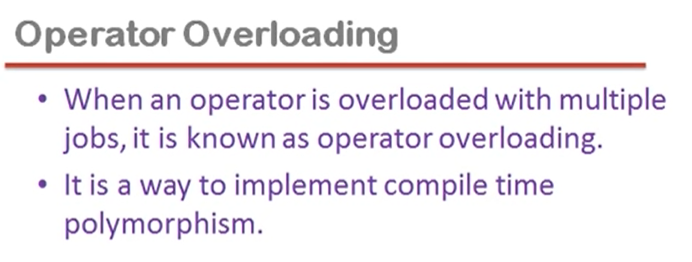 Operator Overloading
• When an operator is overloaded with multiple
jobs, it is known as operator overloading.
• It is a way to implement compile time
polymorphism.